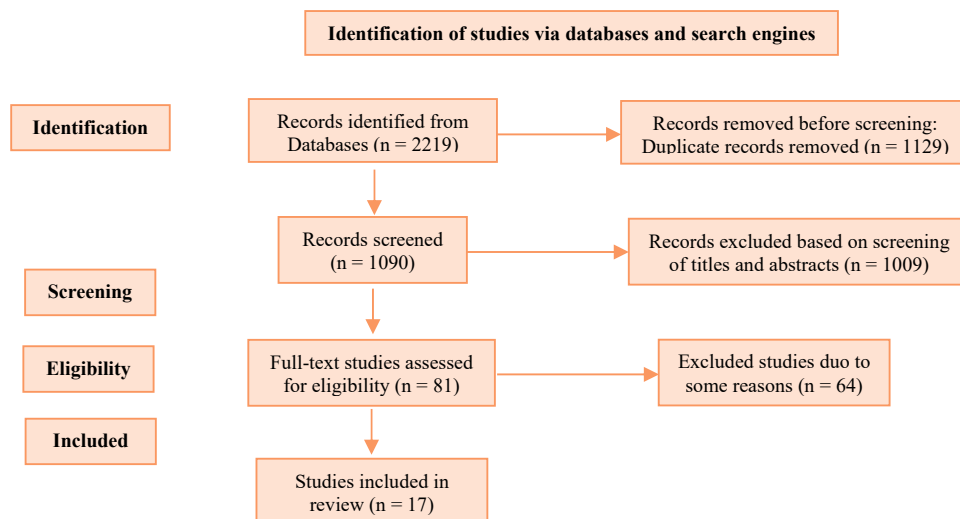 Identification of studies via databases and search engines
Identification
Records identified from
Databases (n = 2219)
Records removed before screening:
Duplicate records removed (n = 1129)
Records screened
(n = 1090)
Records excluded based on screening
of titles and abstracts (n = 1009)
Screening
Eligibility
Full-text studies assessed
for eligibility (n = 81)
Excluded studies duo to
some reasons (n = 64)
Included
Studies included in
review (n = 17)